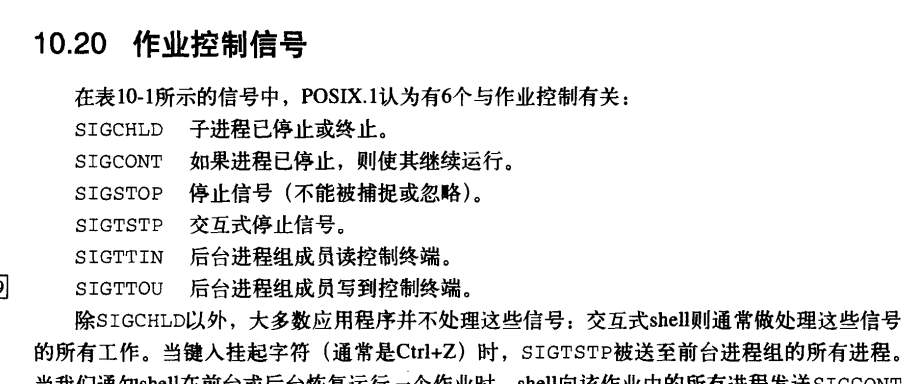 10.20 作业控制信号
在表10-1所示的信号中，POSIX.1认为有6个与作业控制有关：
SIGCHLD 子进程已停止或终止。
SIGCONT 如果进程已停止，则使其继续运行。
SIGSTOP 停止信号（不能被捕捉或忽略）。
SIGTSTP 交互式停止信号。
SIGTTIN 后台进程组成员读控制终端。
SIGTTOU 后台进程组成员写到控制终端。
除SIGCHLD以外，大多数应用程序并不处理这些信号：交互式shell则通常做处理这些信号
的所有工作。当键入挂起字符（通常是Ctrl+Z）时，SIGTSTP被送至前台进程组的所有进程。
当我们通知shell在前台或后台恢复运行一个作业时，shell向该作业中的所有进程发送SIGCONT